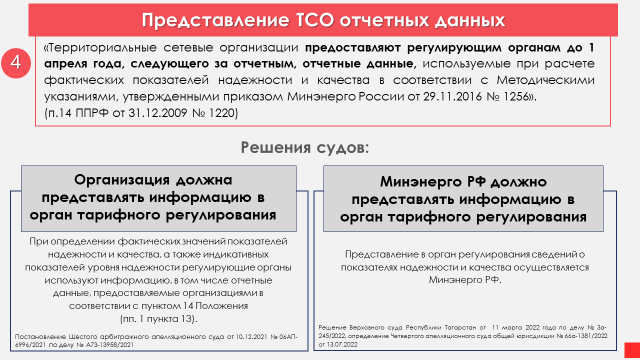 Представление ТСО отчетных данных
4
«Территориальные сетевые организации предоставляют регулирующим органам до 1
апреля года, следующего за отчетным, отчетные данные, используемые при расчете
фактических показателей надежности и качества в соответствии с Методическими
указаниями, утвержденными приказом Минэнерго России от 29.11.2016 № 1256».
(п.14 ППРФ от 31.12.2009 № 1220)
Решения судов:
Организация должна
представлять информацию в
орган тарифного регулирования
При определении фактических значений показателей
надежности и качества, а также индикативных
показателей уровня надежности регулирующие органы
используют информацию, в том числе отчетные
данные, предоставляемые организациями в
соответствии с пунктом 14 Положения
(пп. 1 пункта 13).
Постановление Шестого арбитражного апелляционного суда от 10.12.2021 № 06АП-
6996/2021 по делу № А73-13958/2021
Минэнерго РФ должно
представлять информацию в
орган тарифного регулирования
Представление в орган регулирования сведений о
показателях надежности и качества осуществляется
Минэнерго РФ.
Решение Верховного суда Республики Татарстан от 11 марта 2022 года по делу № 3а-
245/2022, определение Четвертого апелляционного суда общей юрисдикции № 66а-1381/2022
от 13.07.2022